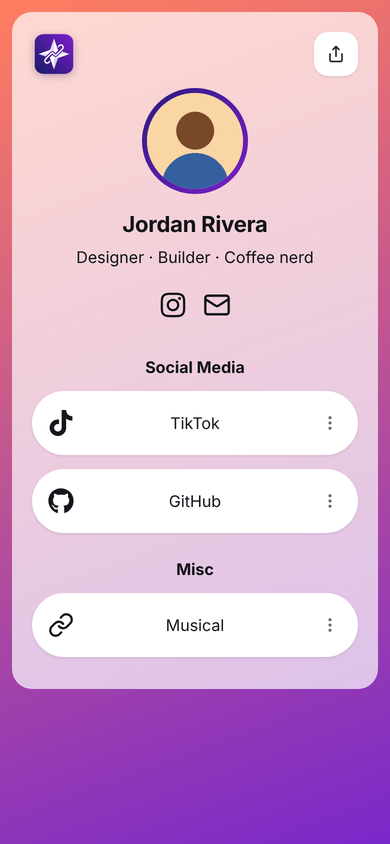 Jordan Rivera
Designer · Builder · Coffee nerd
Social Media
TikTok
GitHub
Misc
Musical